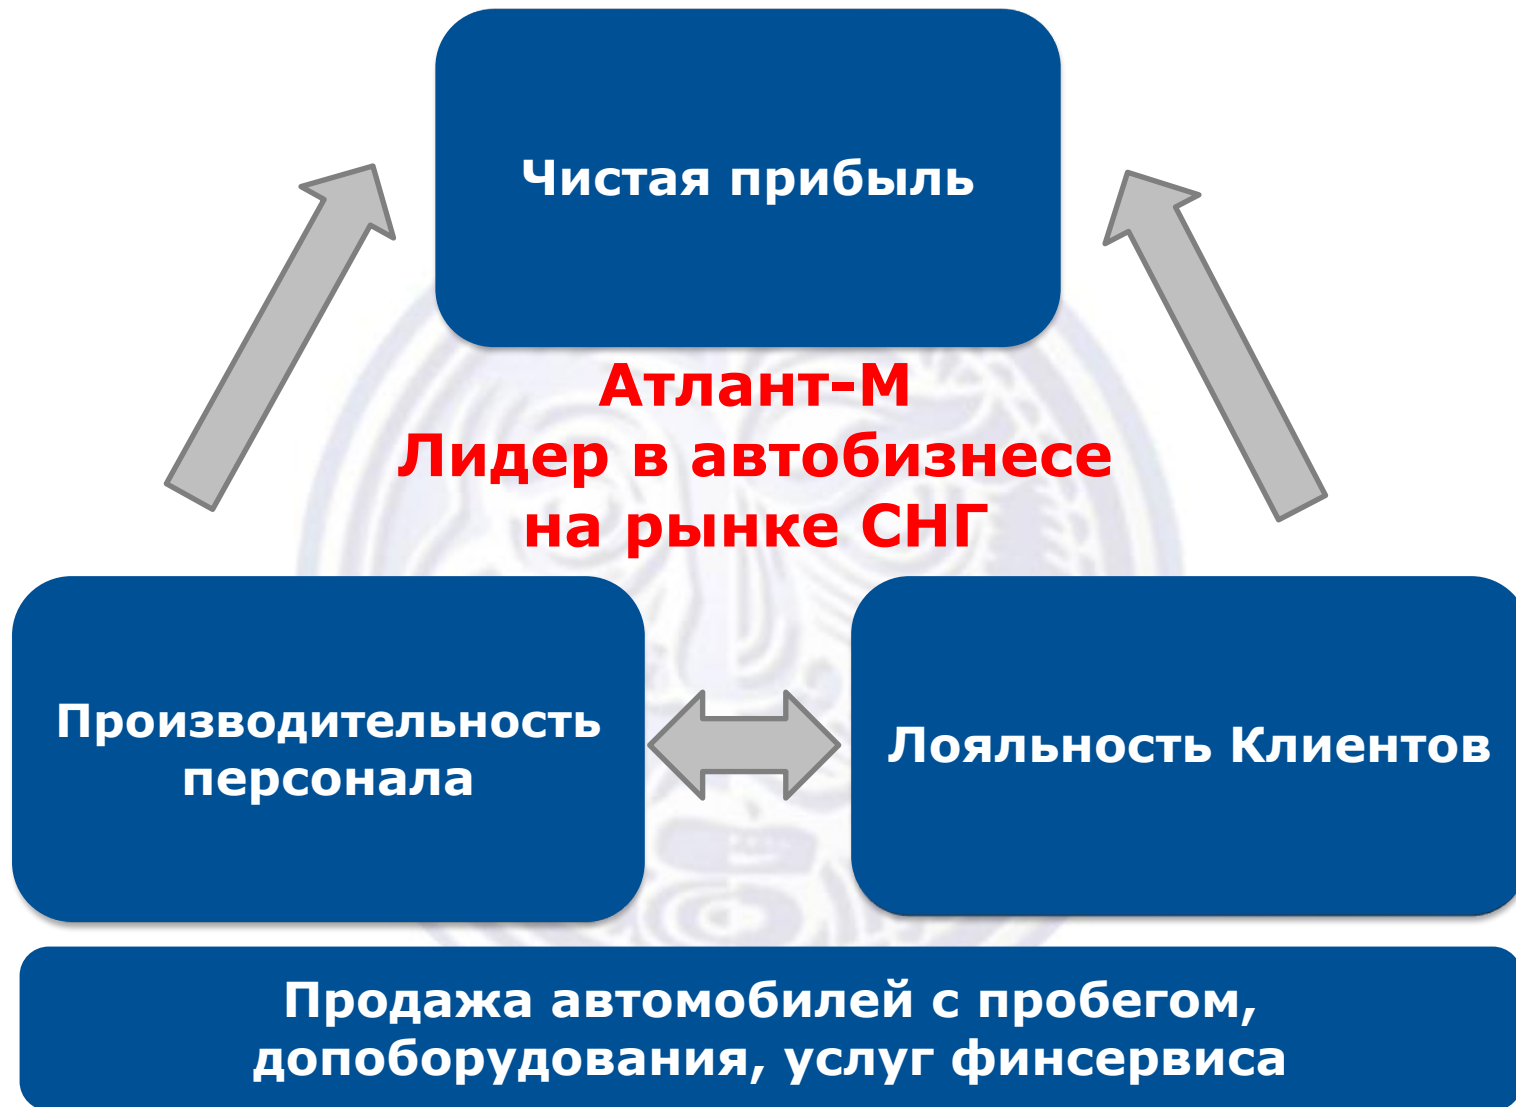 Чистая прибыль
Атлант-М
Лидер в автобизнесе
на рынке СНГ
Производительность
персонала
Лояльность Клиентов
Продажа автомобилей с пробегом,
допоборудования, услуг финсервиса